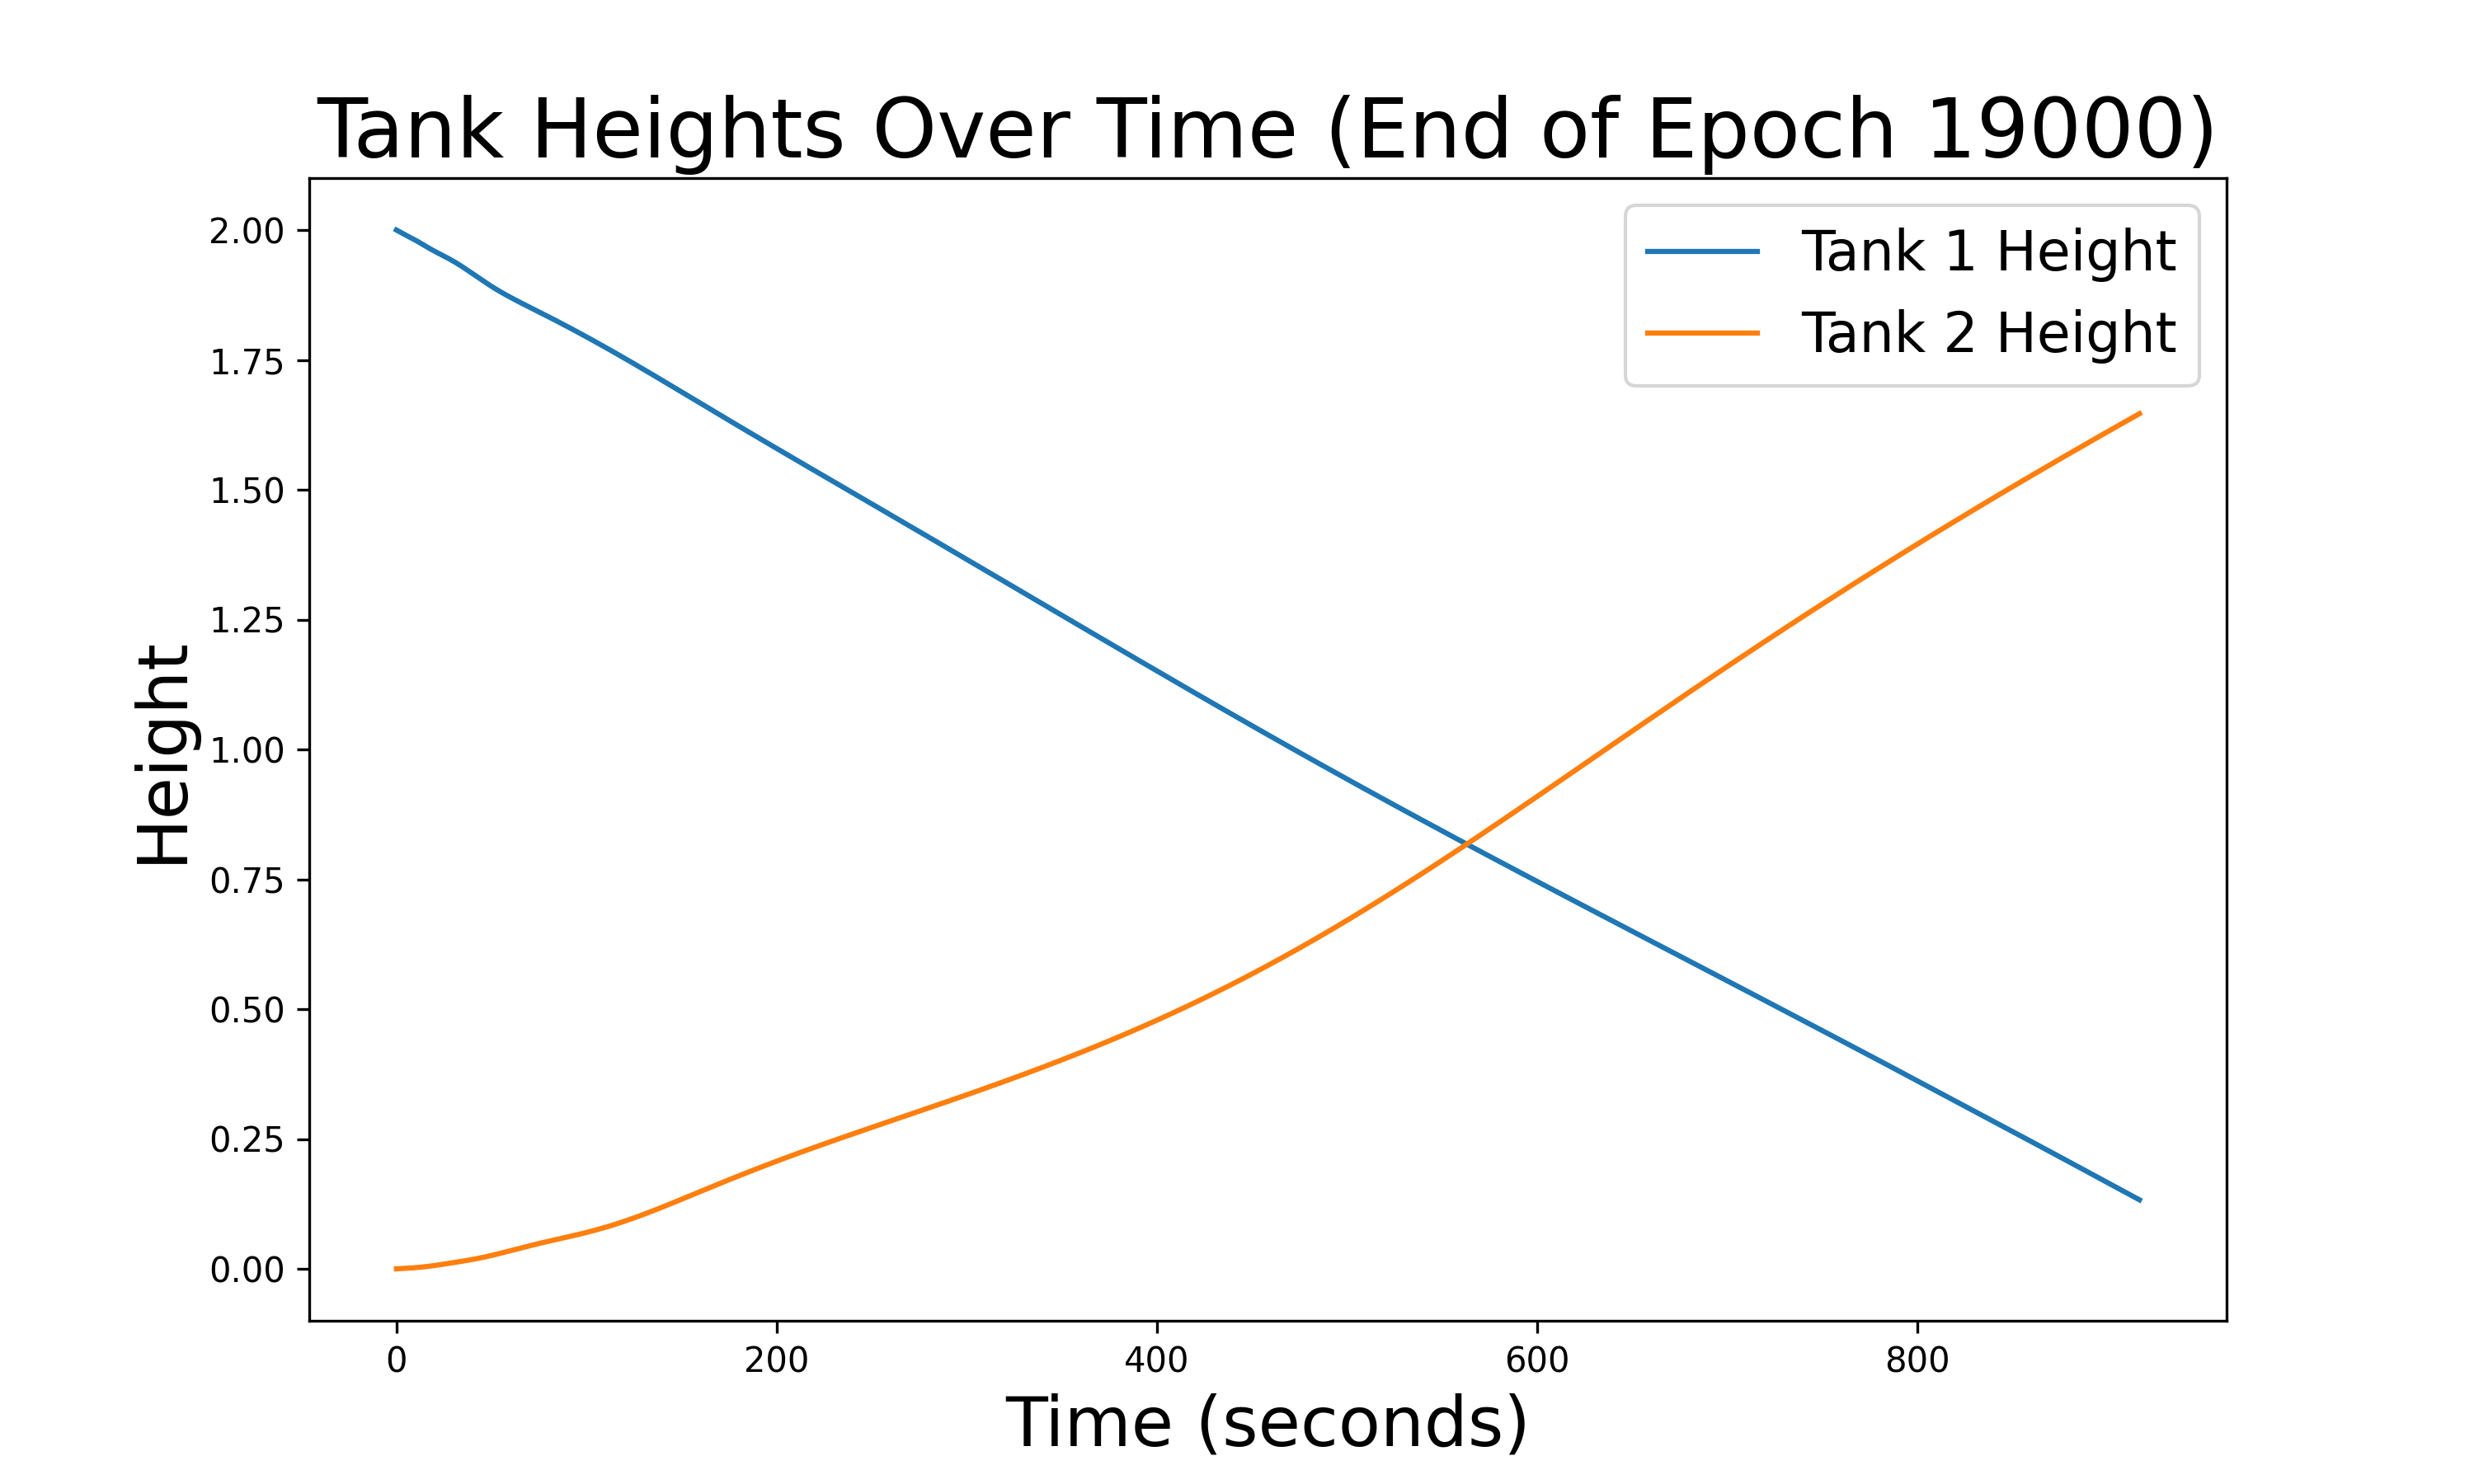 Tank Heights Over Time (End of Epoch 19000)
Tank 1 Height
Tank 2 Height
2.00
1.75
1.50
1.25
1.00
0.75
0.50
0.25
0.00
Height
0 200 400 600 800
Time (seconds)